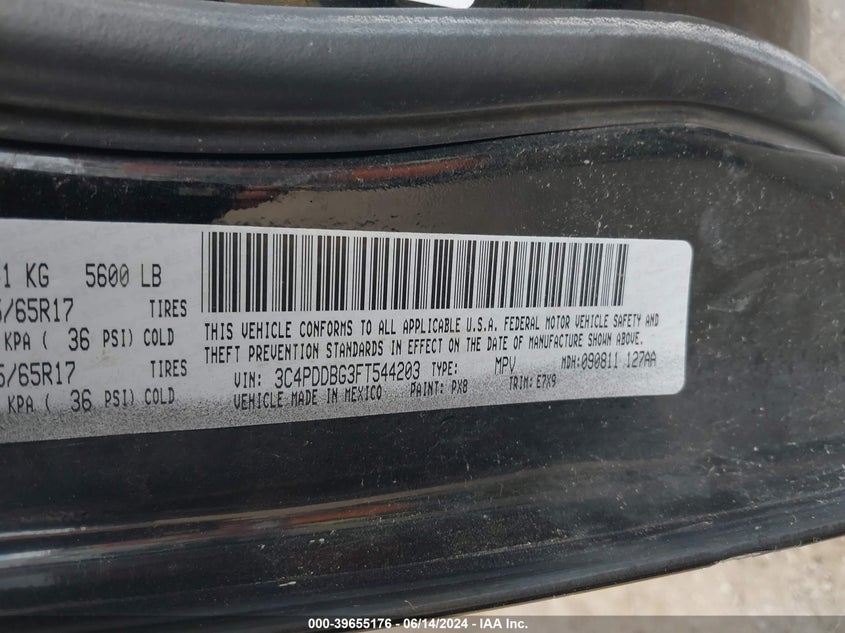 1 KG 5600 LB
5/65R17 TIRES
KPA ( 36 PSI) COLD
5/65R17 TIRES
KPA ( 36 PSI) COLD
THIS VEHICLE CONFORMS TO ALL APPLICABLE U.S.A. FEDERAL MOTOR VEHICLE SAFETY AND
THEFT PREVENTION STANDARDS IN EFFECT ON THE DATE OF MANUFACTURE SHOWN ABOVE.
VIN: 3C4PDDBG3FT544203 TYPE: MPV MDH:090811 127AA
VEHICLE MADE IN MEXICO PAINT: PX8 TRIM: E7X9
000-39655176 - 06/14/2024 - IAA Inc.